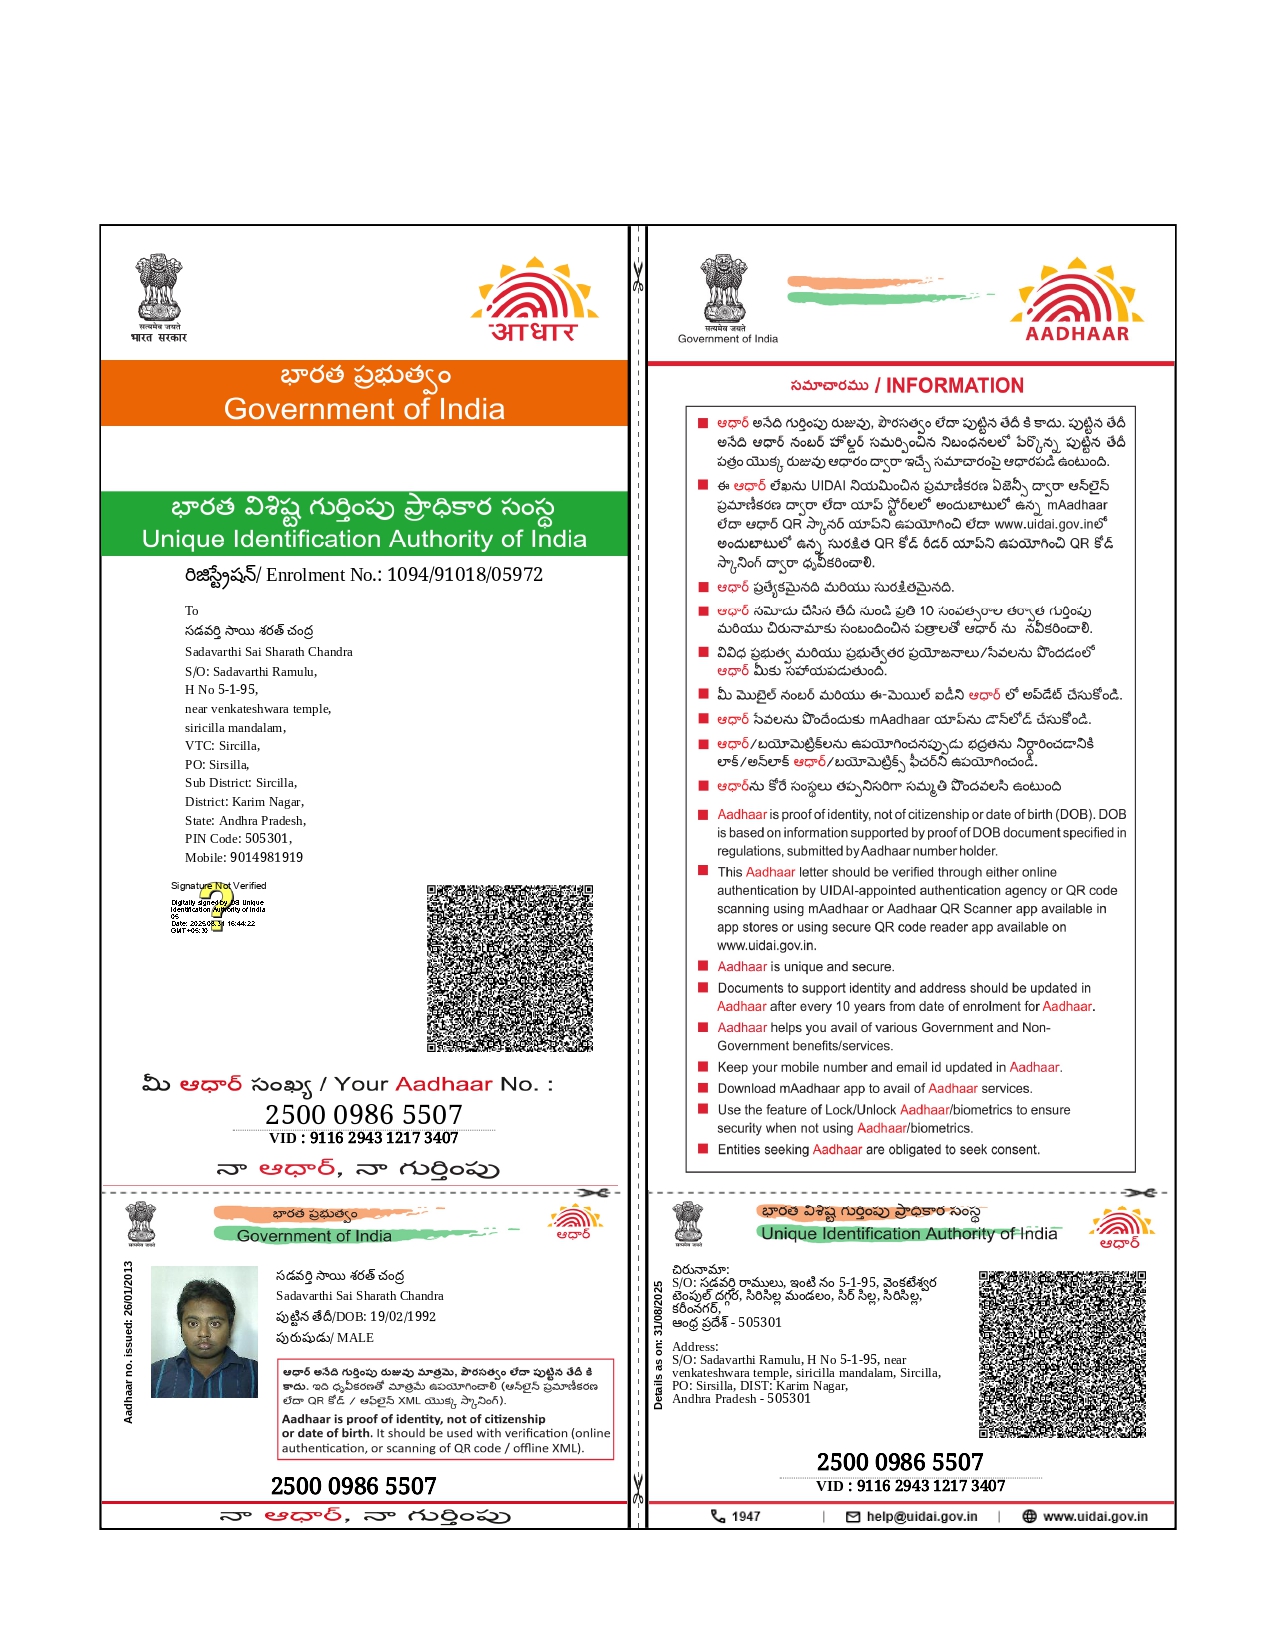 सत्यमेव जयते
भारत सरकार
आधार
భారత ప్రభుత్వం
Government of India
భారత విశిష్ట గుర్తింపు ప్రాధికార సంస్థ
Unique Identification Authority of India
రిజిస్ట్రేషన్/ Enrolment No.: 1094/91018/05972
To
సడవర్తి సాయి శరత్ చంద్ర
Sadavarthi Sai Sharath Chandra
S/O: Sadavarthi Ramulu,
H No 5-1-95,
near venkateshwara temple,
siricilla mandalam,
VTC: Sircilla,
PO: Sirsilla,
Sub District: Sircilla,
District: Karim Nagar,
State: Andhra Pradesh,
PIN Code: 505301,
Mobile: 9014981919
Signature Not Verified
Digitally signed by DS Unique
Identification Authority of India
05
Date: 2025.08.31 16:44:22
GMT+05:30
మీ ఆధార్ సంఖ్య / Your Aadhaar No. :
2500 0986 5507
VID : 9116 2943 1217 3407
నా ఆధార్, నా గుర్తింపు
सत्यमेव जयते
Government of India
AADHAAR
సమాచారము / INFORMATION
ఆధార్ అనేది గుర్తింపు రుజువు, పౌరసత్వం లేదా పుట్టిన తేదీ కి కాదు. పుట్టిన తేదీ
అనేది ఆధార్ నంబర్ హోల్డర్ సమర్పించిన నిబంధనలలో పేర్కొన్న పుట్టిన తేదీ
పత్రం యొక్క రుజువు ఆధారం ద్వారా ఇచ్చే సమాచారంపై ఆధారపడి ఉంటుంది.
ఈ ఆధార్ లేఖను UIDAI నియమించిన ప్రమాణీకరణ ఏజెన్సీ ద్వారా ఆన్‌లైన్
ప్రమాణీకరణ ద్వారా లేదా యాప్ స్టోర్‌లలో అందుబాటులో ఉన్న mAadhaar
లేదా ఆధార్ QR స్కానర్ యాప్‌ని ఉపయోగించి లేదా www.uidai.gov.inలో
అందుబాటులో ఉన్న సురక్షిత QR కోడ్ రీడర్ యాప్‌ని ఉపయోగించి QR కోడ్
స్కానింగ్ ద్వారా ధృవీకరించాలి.
ఆధార్ ప్రత్యేకమైనది మరియు సురక్షితమైనది.
ఆధార్ నమోదు చేసిన తేదీ నుండి ప్రతి 10 సంవత్సరాల తర్వాత గుర్తింపు
మరియు చిరునామాకు సంబందించిన పత్రాలతో ఆధార్ ను నవీకరించాలి.
వివిధ ప్రభుత్వ మరియు ప్రభుత్వేతర ప్రయోజనాలు/సేవలను పొందడంలో
ఆధార్ మీకు సహాయపడుతుంది.
మీ మొబైల్ నంబర్ మరియు ఈ-మెయిల్ ఐడీని ఆధార్ లో అప్‌డేట్ చేసుకోండి.
ఆధార్ సేవలను పొందేందుకు mAadhaar యాప్‌ను డౌన్‌లోడ్ చేసుకోండి.
ఆధార్/బయోమెట్రిక్‌లను ఉపయోగించనప్పుడు భద్రతను నిర్ధారించడానికి
లాక్/అన్‌లాక్ ఆధార్/బయోమెట్రిక్స్ ఫీచర్‌ని ఉపయోగించండి.
ఆధార్‌ను కోరే సంస్థలు తప్పనిసరిగా సమ్మతి పొందవలసి ఉంటుంది
Aadhaar is proof of identity, not of citizenship or date of birth (DOB). DOB
is based on information supported by proof of DOB document specified in
regulations, submitted by Aadhaar number holder.
This Aadhaar letter should be verified through either online
authentication by UIDAI-appointed authentication agency or QR code
scanning using mAadhaar or Aadhaar QR Scanner app available in
app stores or using secure QR code reader app available on
www.uidai.gov.in.
Aadhaar is unique and secure.
Documents to support identity and address should be updated in
Aadhaar after every 10 years from date of enrolment for Aadhaar.
Aadhaar helps you avail of various Government and Non-
Government benefits/services.
Keep your mobile number and email id updated in Aadhaar.
Download mAadhaar app to avail of Aadhaar services.
Use the feature of Lock/Unlock Aadhaar/biometrics to ensure
security when not using Aadhaar/biometrics.
Entities seeking Aadhaar are obligated to seek consent.
सत्यमेव जयते
భారత ప్రభుత్వం
Government of India
ఆధార్
Aadhaar no. issued: 26/01/2013
సడవర్తి సాయి శరత్ చంద్ర
Sadavarthi Sai Sharath Chandra
పుట్టిన తేదీ/DOB: 19/02/1992
పురుషుడు/ MALE
ఆధార్ అనేది గుర్తింపు రుజువు మాత్రమె, పౌరసత్వం లేదా పుట్టిన తేదీ కి
కాదు. ఇది ధృవీకరణతో మాత్రమే ఉపయోగించాలి (ఆన్‌లైన్ ప్రమాణీకరణ
లేదా QR కోడ్ / ఆఫ్‌లైన్ XML యొక్క స్కానింగ్).
Aadhaar is proof of identity, not of citizenship
or date of birth. It should be used with verification (online
authentication, or scanning of QR code / offline XML).
2500 0986 5507
నా ఆధార్, నా గుర్తింపు
सत्यमेव जयते
భారత విశిష్ట గుర్తింపు ప్రాధికార సంస్థ
Unique Identification Authority of India
ఆధార్
Details as on: 31/08/2025
చిరునామా:
S/O: సడవర్తి రాములు, ఇంటి నం 5-1-95, వెంకటేశ్వర
టెంపుల్ దగ్గర, సిరిసిల్ల మండలం, సిర్ సిల్ల, సిరిసిల్ల,
కరీంనగర్,
ఆంధ్ర ప్రదేశ్ - 505301
Address:
S/O: Sadavarthi Ramulu, H No 5-1-95, near
venkateshwara temple, siricilla mandalam, Sircilla,
PO: Sirsilla, DIST: Karim Nagar,
Andhra Pradesh - 505301
2500 0986 5507
VID : 9116 2943 1217 3407
1947 | help@uidai.gov.in | www.uidai.gov.in